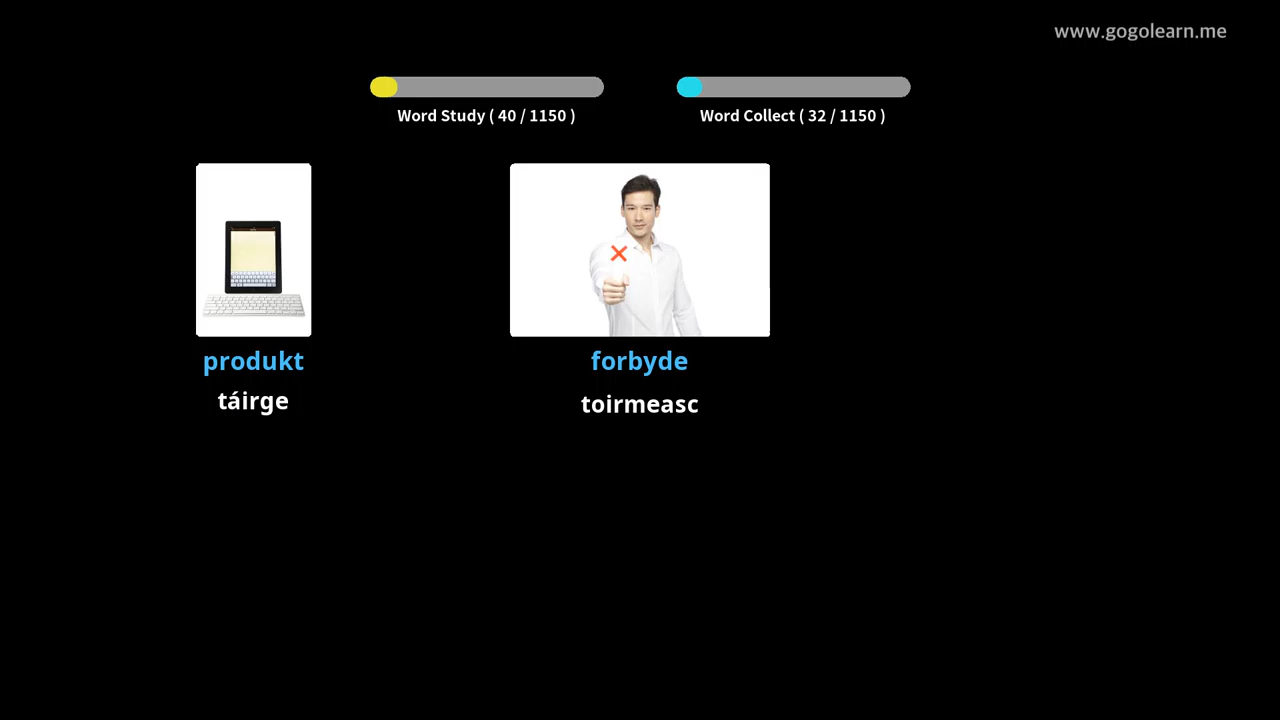 www.gogolearn.me
Word Study ( 40 / 1150 )
Word Collect ( 32 / 1150 )
produkt
táirge
forbyde
toirmeasc